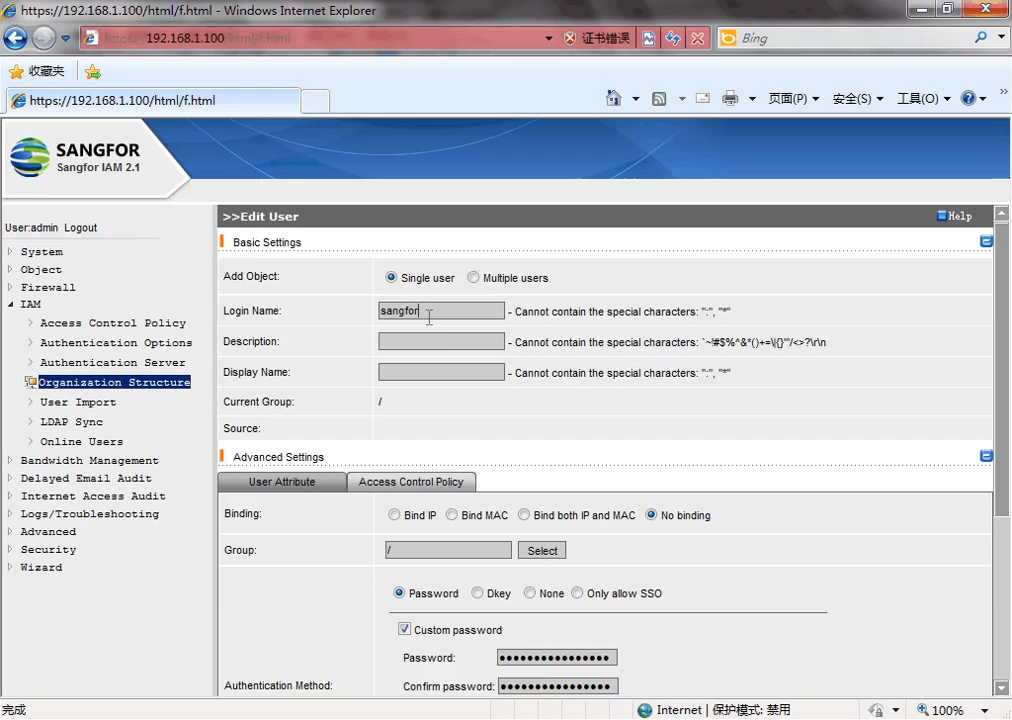 https://192.168.1.100/html/f.html - Windows Internet Explorer
https://192.168.1.100/html/f.html
证书错误
Bing
收藏夹
https://192.168.1.100/html/f.html
页面(P)
安全(S)
工具(O)
»
SANGFOR
Sangfor IAM 2.1
User:admin Logout
System
Object
Firewall
IAM
Access Control Policy
Authentication Options
Authentication Server
Organization Structure
User Import
LDAP Sync
Online Users
Bandwidth Management
Delayed Email Audit
Internet Access Audit
Logs/Troubleshooting
Advanced
Security
Wizard
>>Edit User
Help
Basic Settings
Add Object: Single user Multiple users
Login Name: sangfor - Cannot contain the special characters: ":", "*"
Description: - Cannot contain the special characters: `~!#$%^&*()+=\|{}'"/<>?\r\n
Display Name: - Cannot contain the special characters: ":", "*"
Current Group: /
Source:
Advanced Settings
User Attribute Access Control Policy
Binding: Bind IP Bind MAC Bind both IP and MAC No binding
Group: / Select
Password Dkey None Only allow SSO
Custom password
Password: ●●●●●●●●●●●●●●●●
Authentication Method: Confirm password: ●●●●●●●●●●●●●●●●
完成
Internet | 保护模式: 禁用
100%